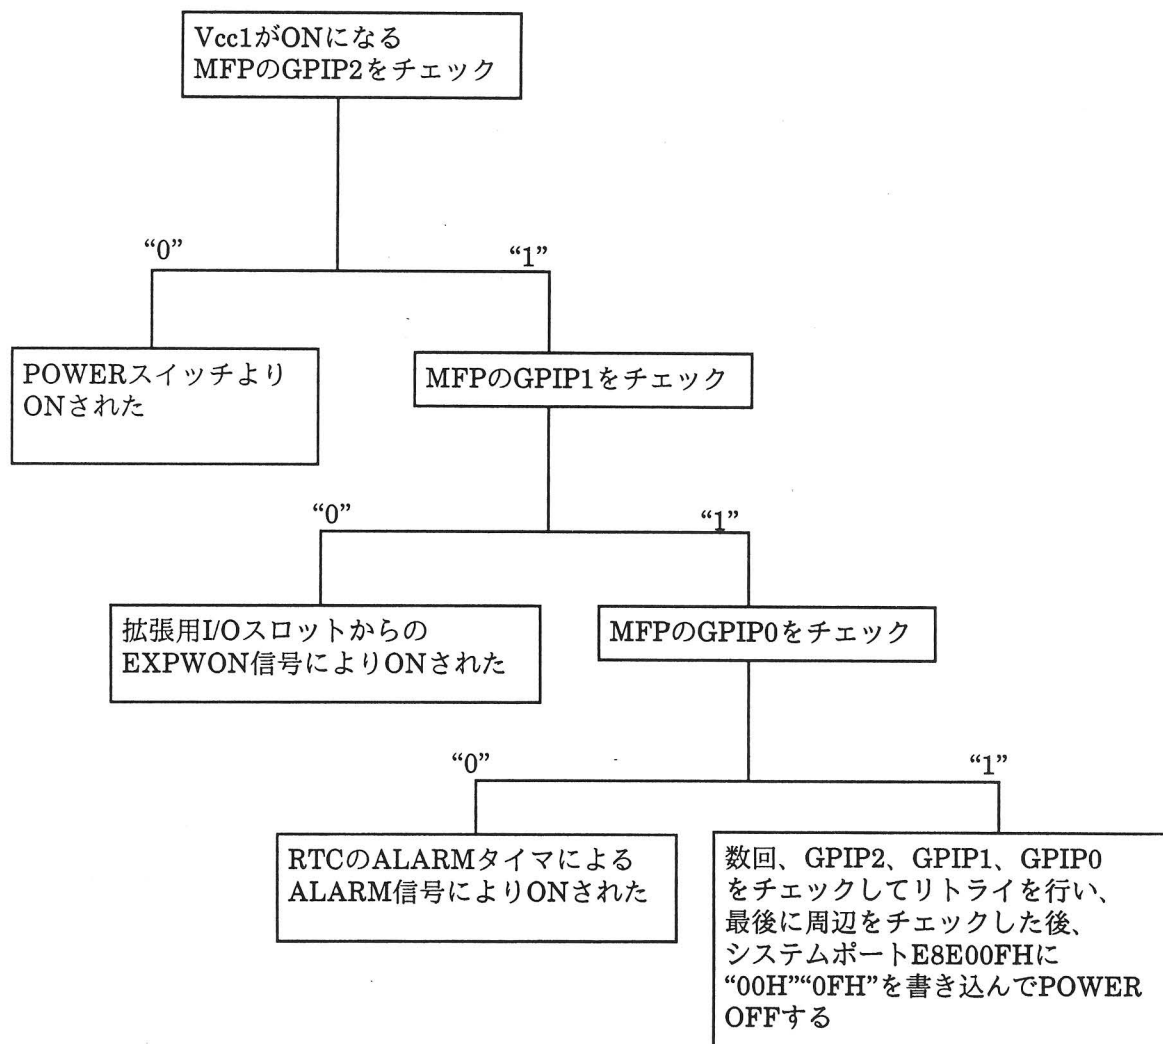 Vcc1がONになる
MFPのGPIP2をチェック
“0”
“1”
POWERスイッチより
ONされた
MFPのGPIP1をチェック
“0”
“1”
拡張用I/Oスロットからの
EXPWON信号によりONされた
MFPのGPIP0をチェック
“0”
“1”
RTCのALARMタイマによる
ALARM信号によりONされた
数回、GPIP2、GPIP1、GPIP0
をチェックしてリトライを行い、
最後に周辺をチェックした後、
システムポートE8E00FHに
“00H”“0FH”を書き込んでPOWER
OFFする